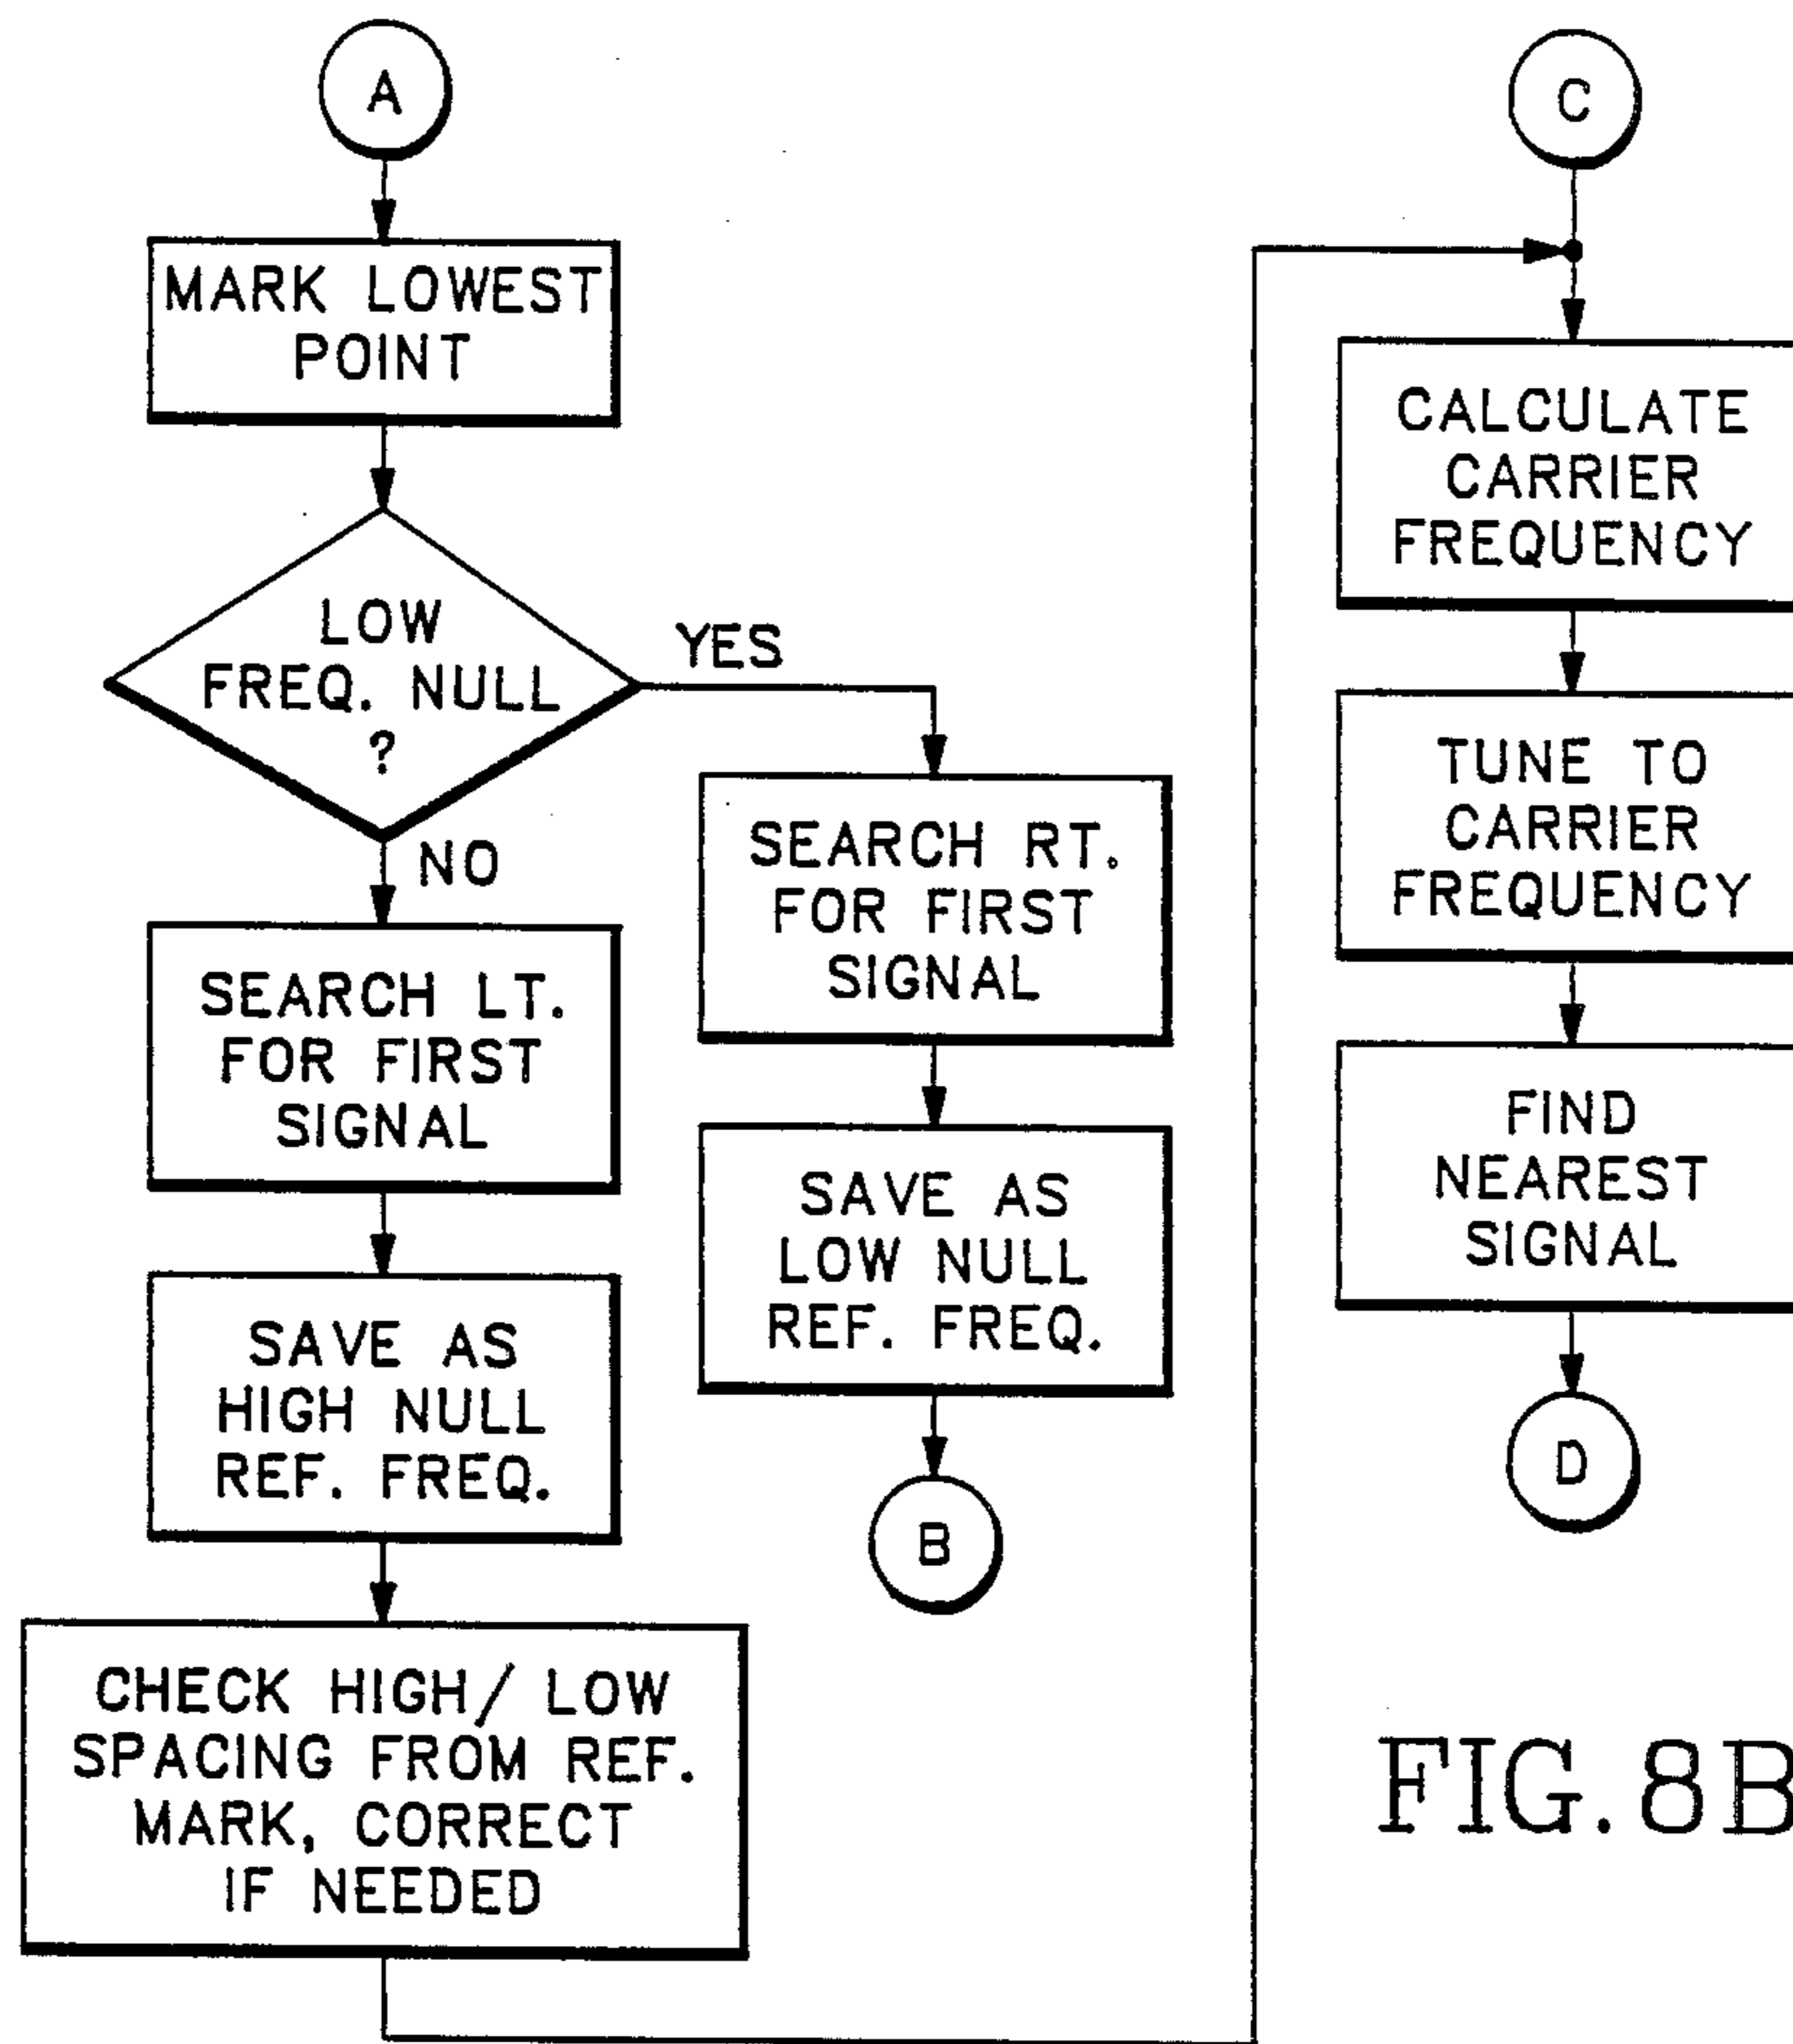 A
MARK LOWEST
POINT
LOW
FREQ. NULL
?
YES
NO
SEARCH LT.
FOR FIRST
SIGNAL
SAVE AS
HIGH NULL
REF. FREQ.
CHECK HIGH/ LOW
SPACING FROM REF.
MARK, CORRECT
IF NEEDED
SEARCH RT.
FOR FIRST
SIGNAL
SAVE AS
LOW NULL
REF. FREQ.
B
C
CALCULATE
CARRIER
FREQUENCY
TUNE TO
CARRIER
FREQUENCY
FIND
NEAREST
SIGNAL
D
FIG. 8B